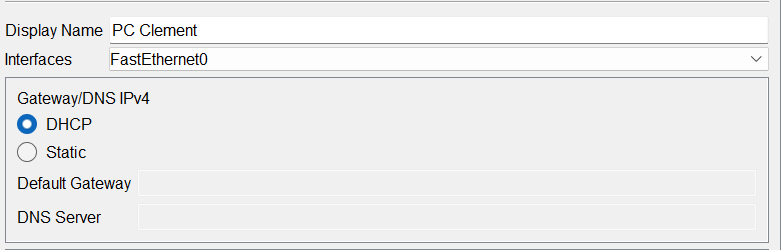 Display Name PC Clement
Interfaces FastEthernet0
Gateway/DNS IPv4
DHCP
Static
Default Gateway
DNS Server